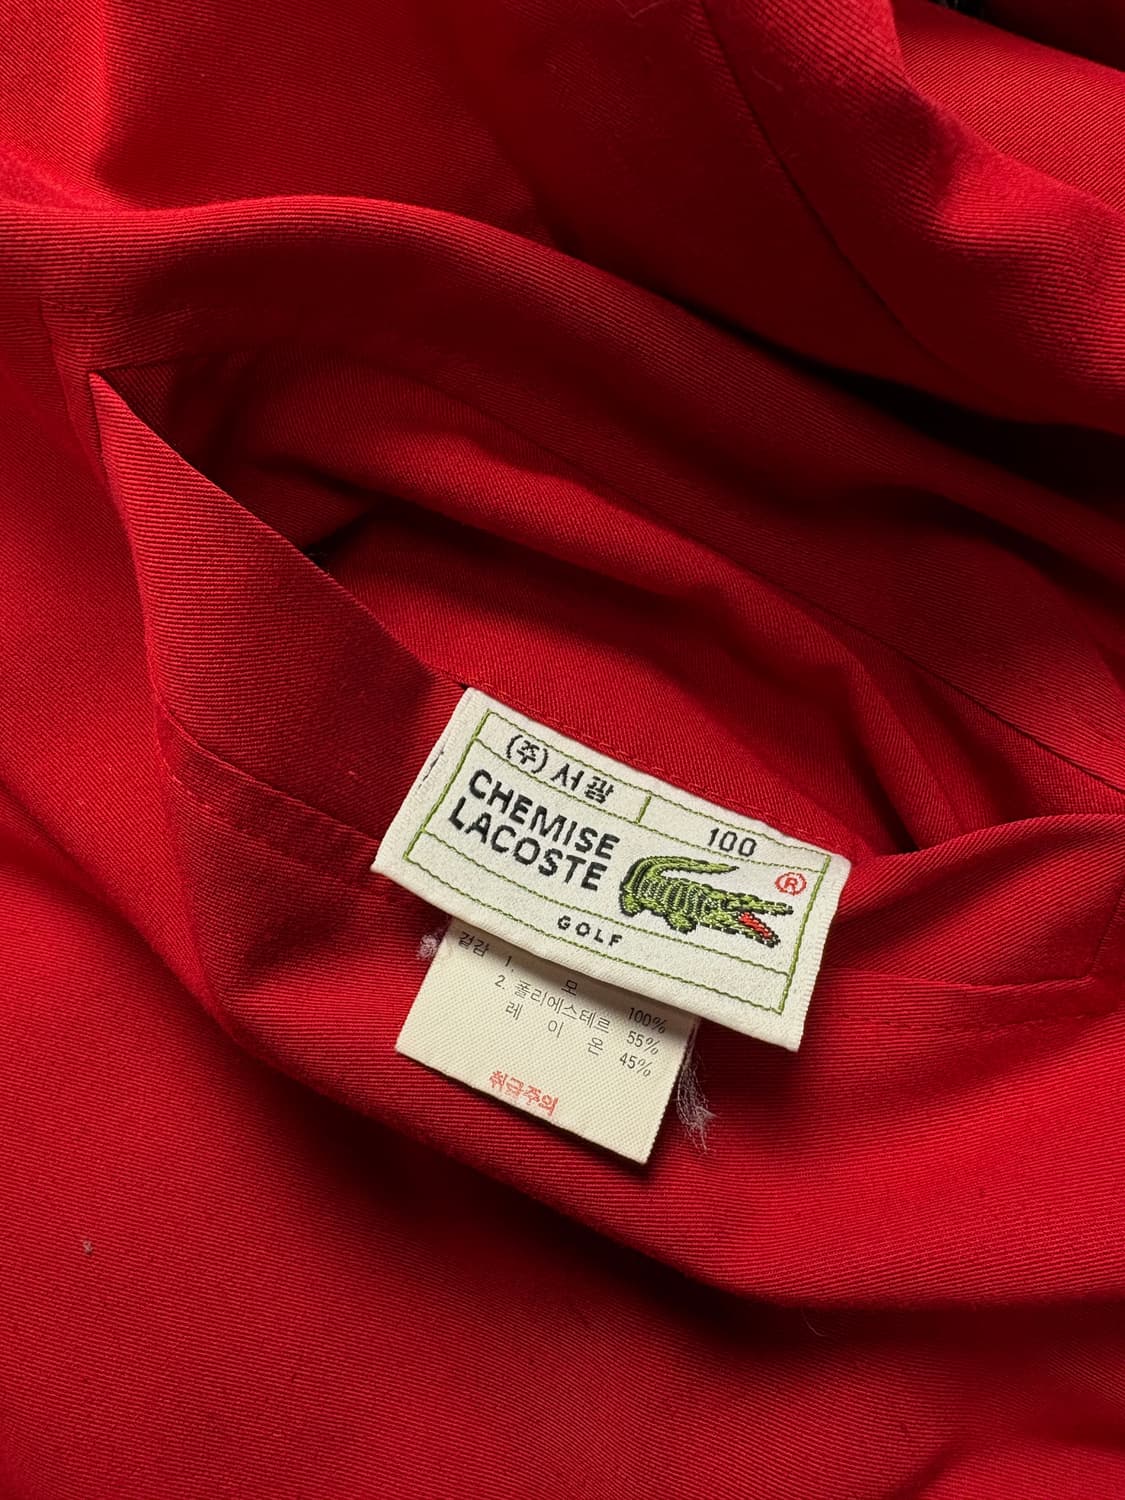 (주)서광
100
CHEMISE
LACOSTE
®
GOLF
겉감 1. 모 100%
2. 폴리에스테르 55%
레 이 온 45%
취급주의